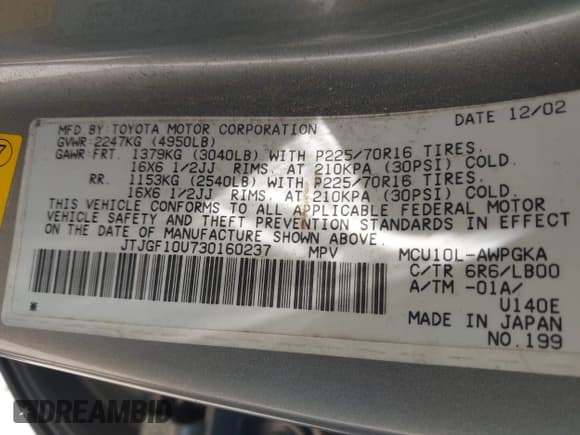 DATE 12/02
MFD BY: TOYOTA MOTOR CORPORATION
GVWR:2247KG (4950LB)
GAWR:FRT. 1379KG (3040LB) WITH P225/70R16 TIRES.
16X6 1/2JJ RIMS. AT 210KPA (30PSI) COLD.
RR. 1153KG (2540LB) WITH P225/70R16 TIRES.
16X6 1/2JJ RIMS. AT 210KPA (30PSI) COLD.
THIS VEHICLE CONFORMS TO ALL APPLICABLE FEDERAL MOTOR
VEHICLE SAFETY AND THEFT PREVENTION STANDARDS IN EFFECT
ON THE DATE OF MANUFACTURE SHOWN ABOVE.
JTJGF10U730160237 MPV MCU10L-AWPGKA
C/TR 6R6/LB00
A/TM -01A/
U140E
MADE IN JAPAN
NO.199
7
DREAMBID